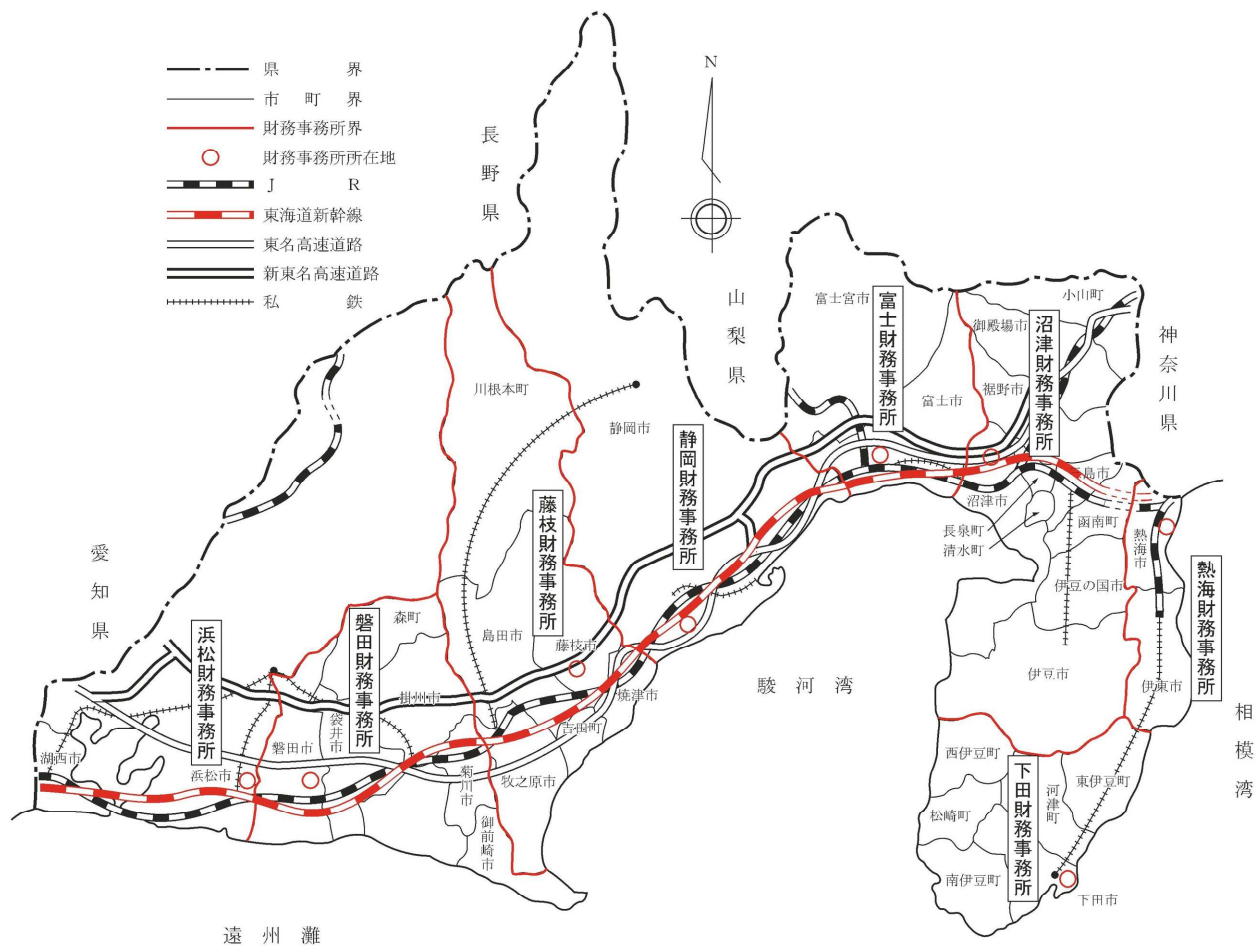 県界
市町界
財務事務所界
財務事務所所在地
JR
東海道新幹線
東名高速道路
新東名高速道路
私鉄
N
長野県
山梨県
神奈川県
愛知県
富士宮市
富士財務事務所
沼津財務事務所
小山町
御殿場市
裾野市
富士市
川根本町
静岡市
静岡財務事務所
藤枝財務事務所
沼津市
長泉町
清水町
函南町
熱海市
熱海財務事務所
伊豆の国市
伊豆市
伊東市
浜松財務事務所
磐田財務事務所
森町
島田市
藤枝市
焼津市
掛州市
袋井市
磐田市
吉国町
湖西市
浜松市
菊川市
牧之原市
御前崎市
駿河湾
相模湾
西伊豆町
東伊豆町
河津町
松崎町
下田財務事務所
南伊豆町
下田市
遠州灘